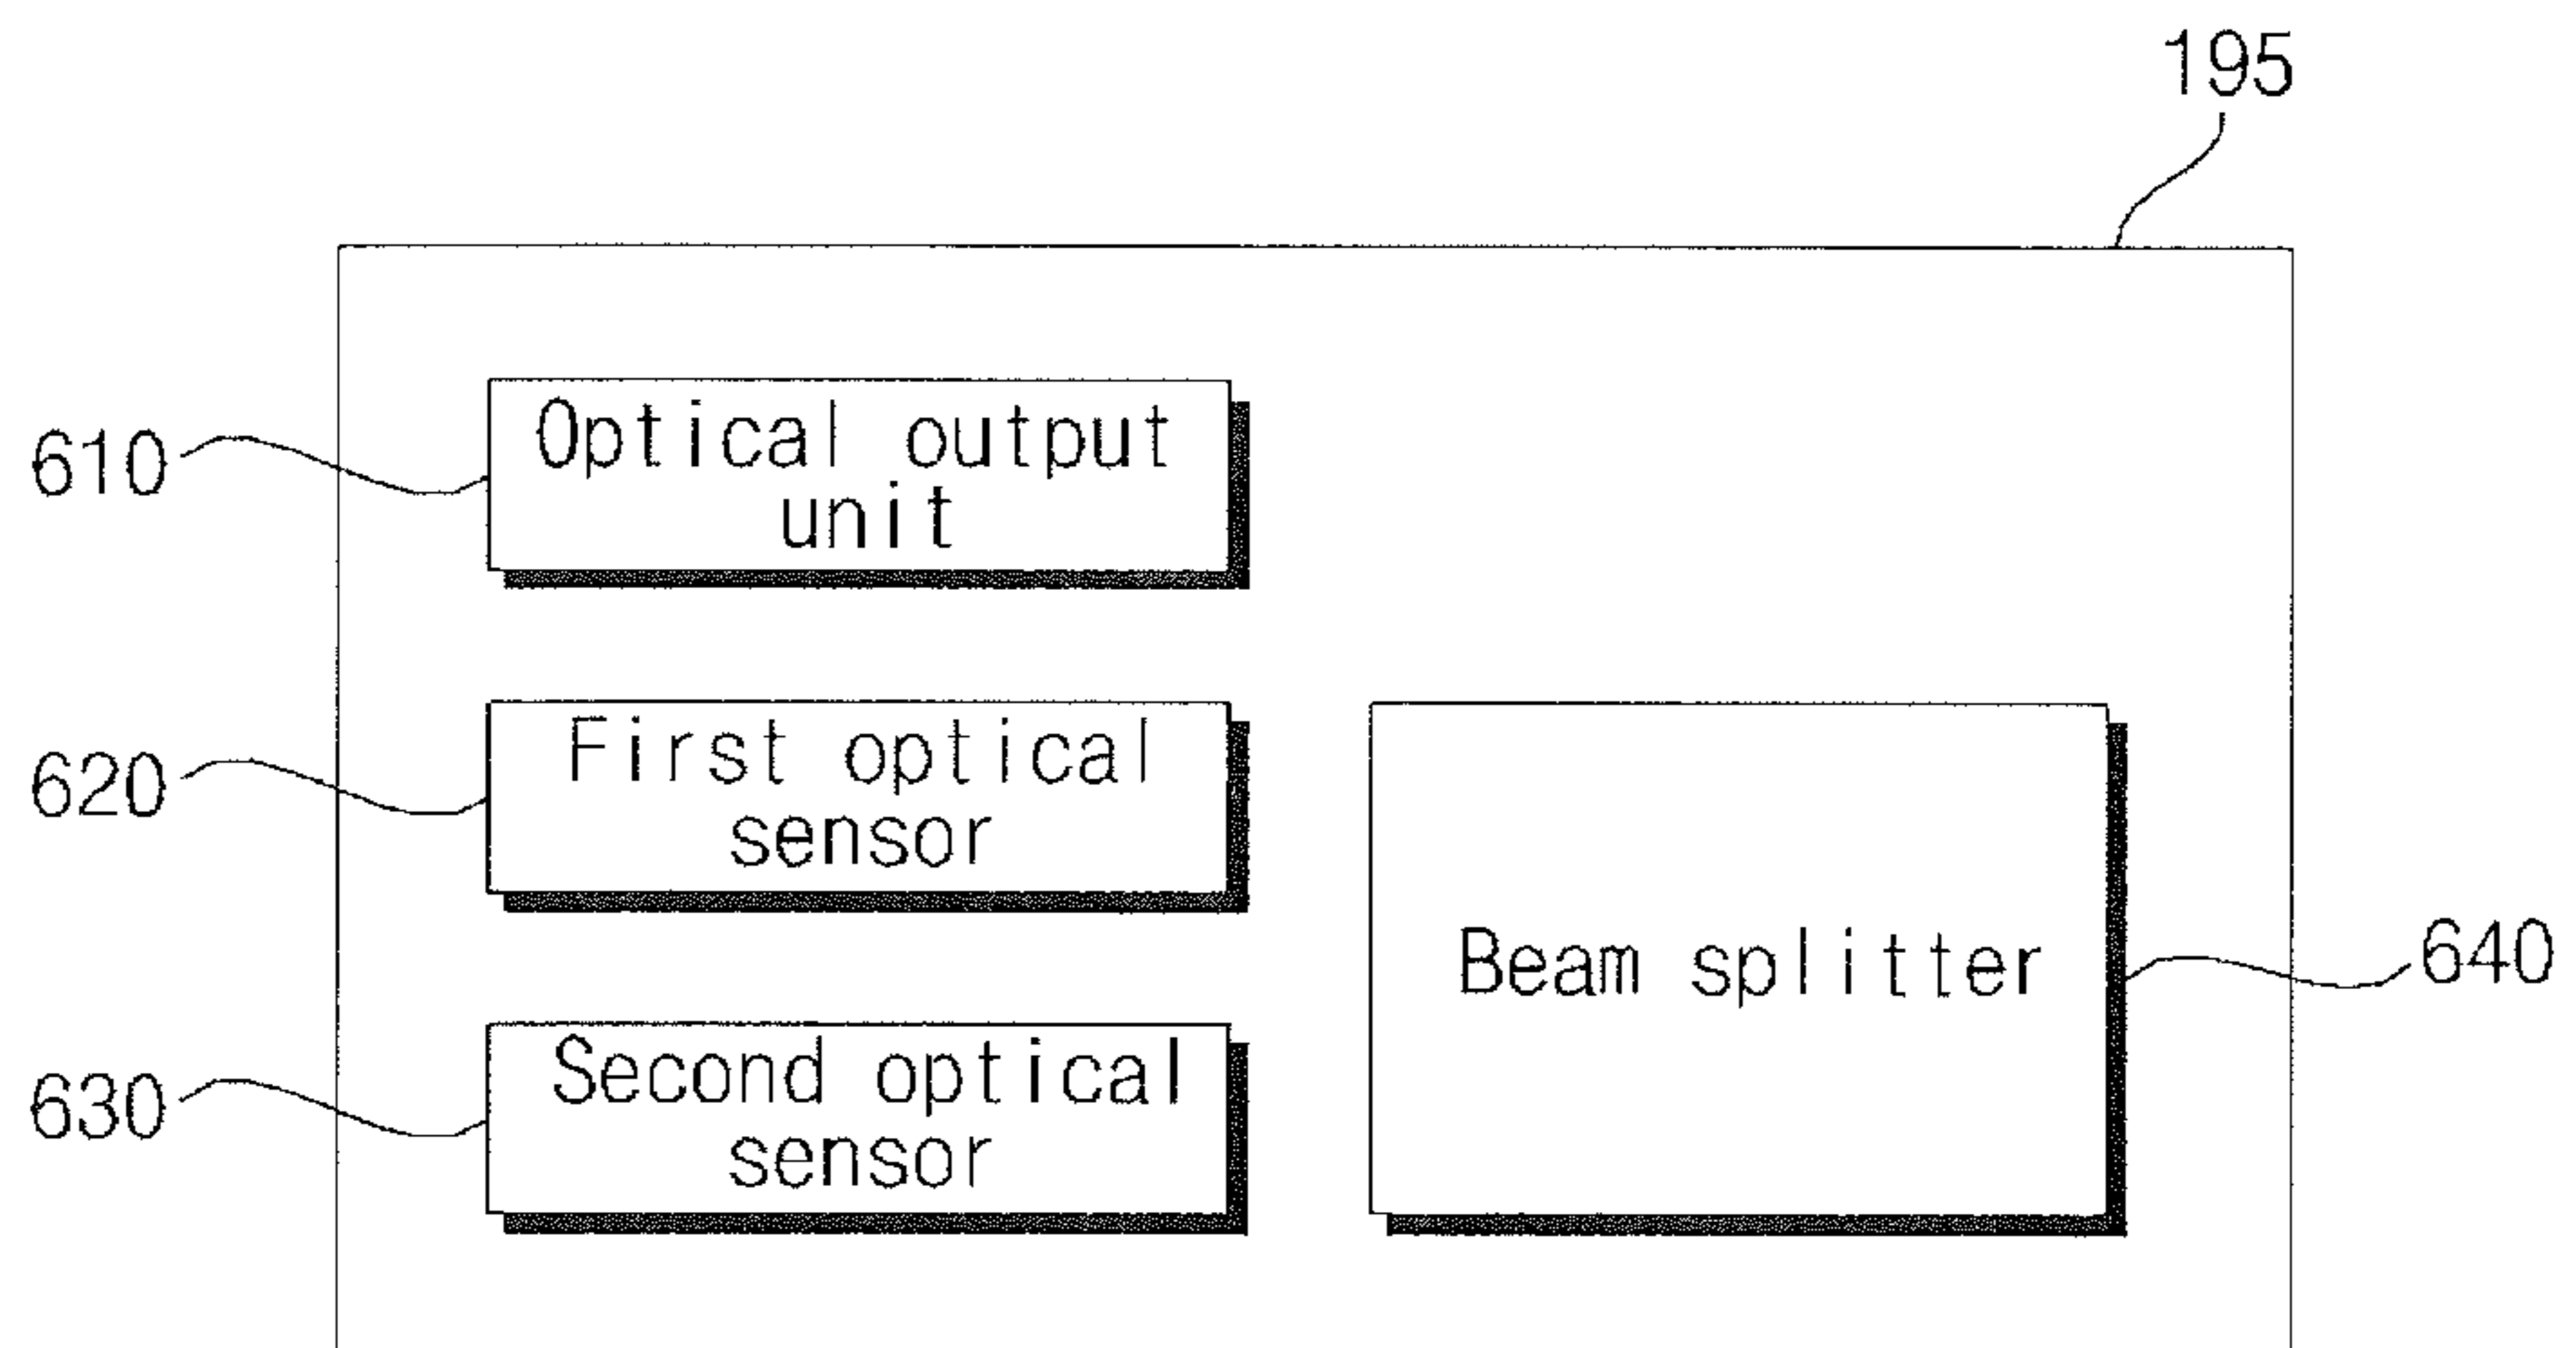 195
610
Optical output
unit
620
First optical
sensor
Beam splitter
640
630
Second optical
sensor